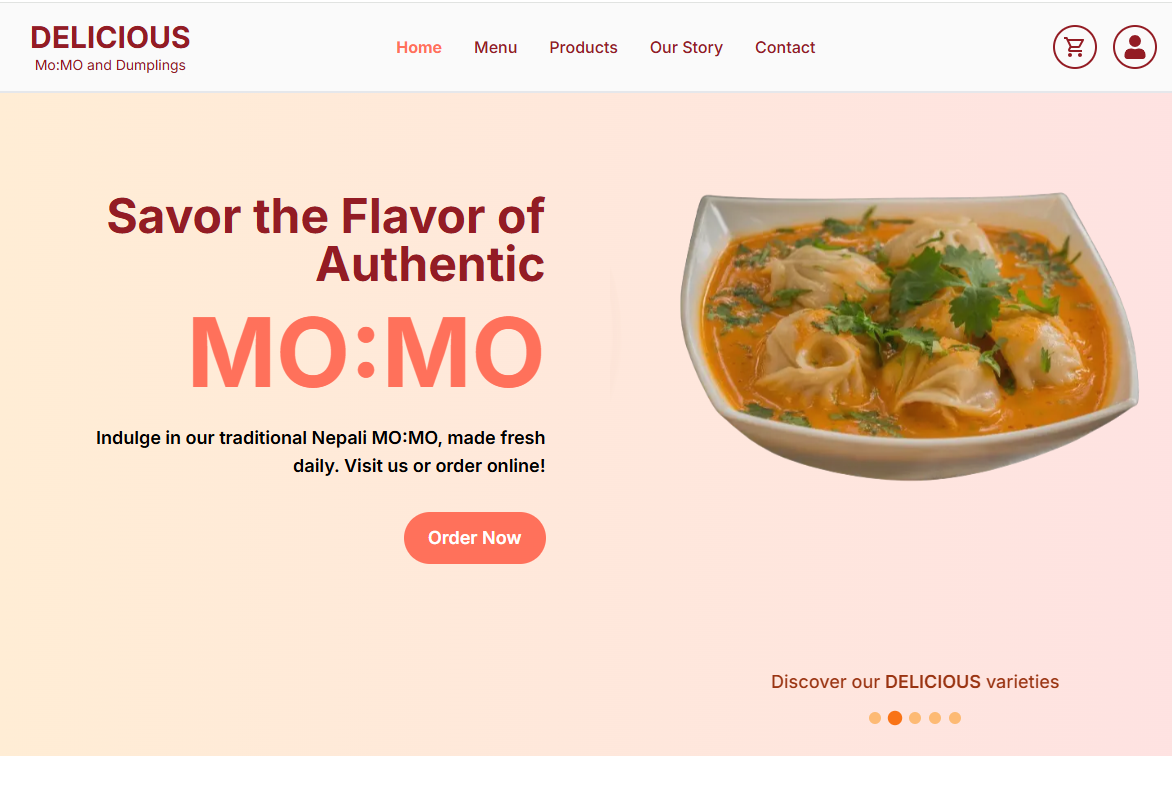 DELICIOUS
Mo:MO and Dumplings
Home
Menu
Products
Our Story
Contact
Savor the Flavor of
Authentic
MO:MO
Indulge in our traditional Nepali MO:MO, made fresh
daily. Visit us or order online!
Order Now
Discover our DELICIOUS varieties